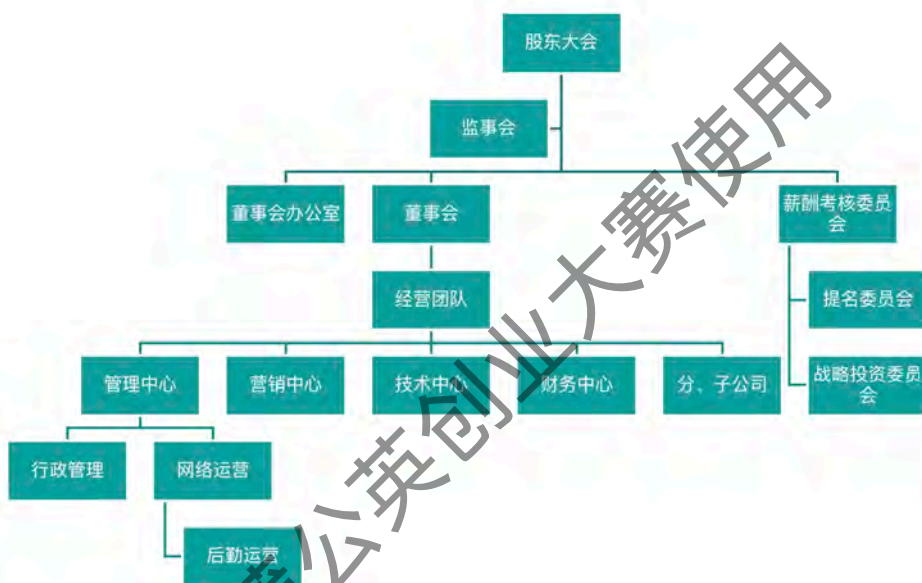 股东大会
监事会
董事会办公室
董事会
薪酬考核委员
会
经营团队
提名委员会
管理中心
营销中心
技术中心
财务中心
分、子公司
战略投资委员
会
行政管理
网络运营
后勤运营
公英创业大赛使用